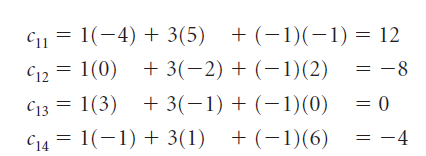 c₁₁ = 1(−4) + 3(5) + (−1)(−1) = 12
c₁₂ = 1(0) + 3(−2) + (−1)(2) = −8
c₁₃ = 1(3) + 3(−1) + (−1)(0) = 0
c₁₄ = 1(−1) + 3(1) + (−1)(6) = −4